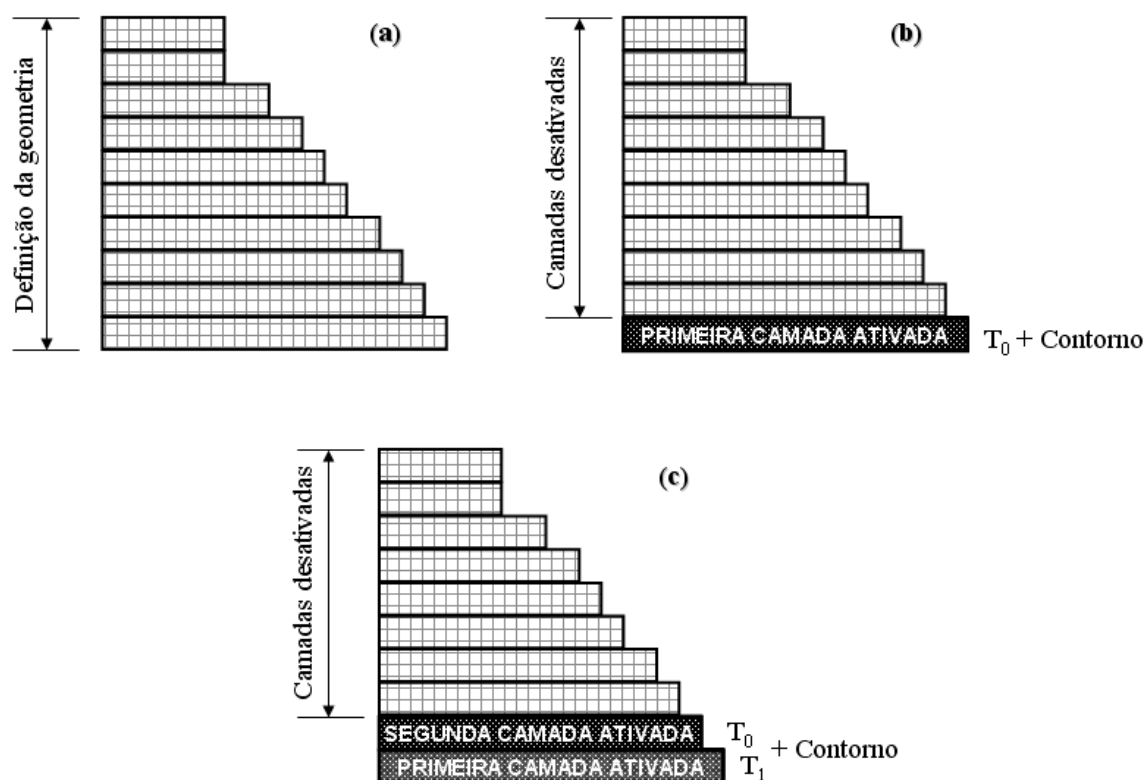 (a)
Definição da geometria
(b)
Camadas desativadas
PRIMEIRA CAMADA ATIVADA
T₀ + Contorno
(c)
Camadas desativadas
SEGUNDA CAMADA ATIVADA
T₀
+ Contorno
PRIMEIRA CAMADA ATIVADA
T₁